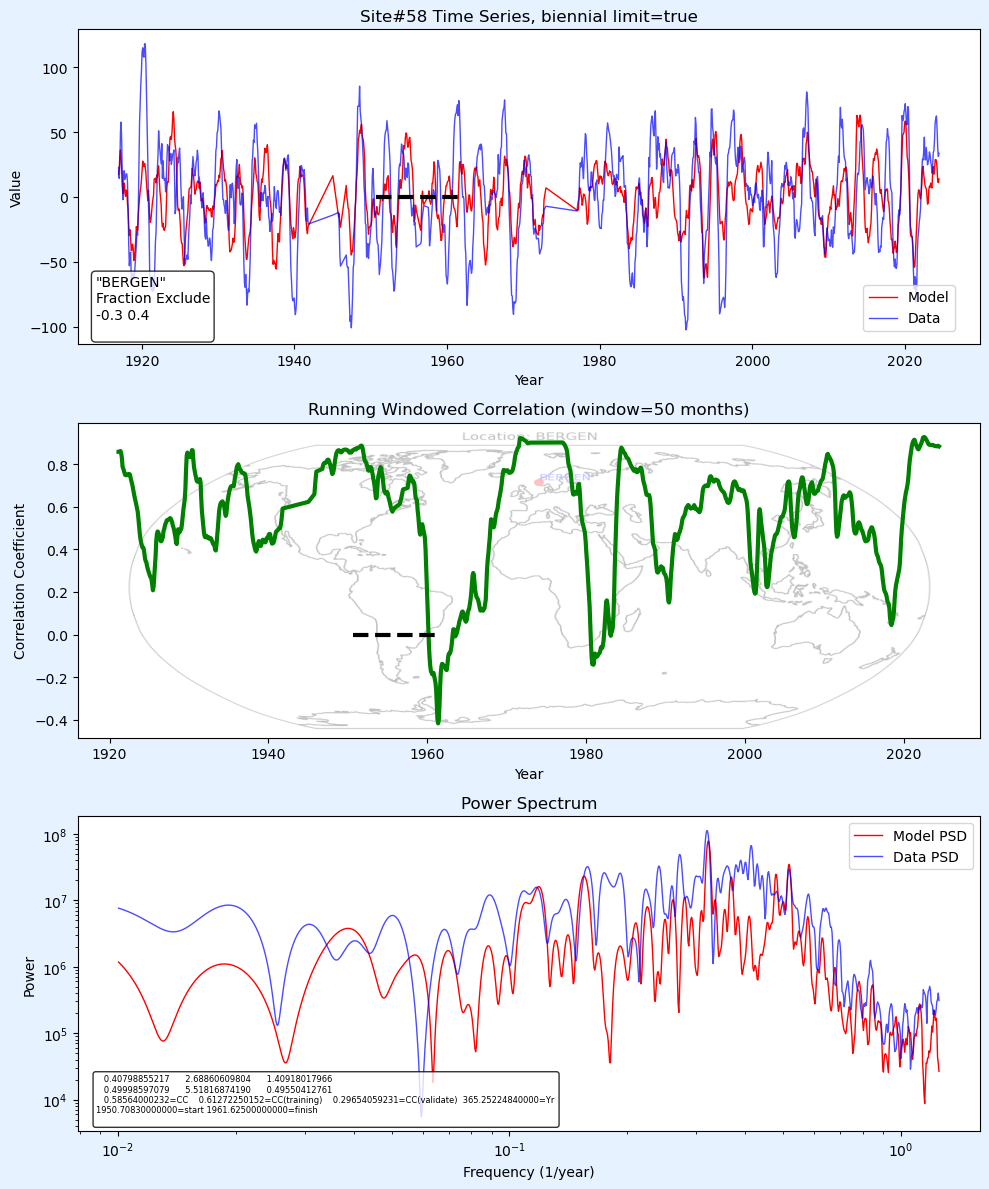 Site#58 Time Series, biennial limit=true
100
50
0
−50
−100
Value
"BERGEN"
Fraction Exclude
-0.3 0.4
Model
Data
1920
1940
1960
1980
2000
2020
Year
Running Windowed Correlation (window=50 months)
Location: BERGEN
BERGEN
0.8
0.6
0.4
0.2
0.0
−0.2
−0.4
Correlation Coefficient
1920
1940
1960
1980
2000
2020
Year
Power Spectrum
Model PSD
Data PSD
10⁸
10⁷
10⁶
10⁵
10⁴
Power
0.40798855217 2.68860609804 1.40918017966
0.49998597079 5.51816874190 0.49550412761
0.58564000232=CC 0.61272250152=CC(training) 0.29654059231=CC(validate) 365.25224840000=Yr
1950.70830000000=start 1961.62500000000=finish
10⁻²
10⁻¹
10⁰
Frequency (1/year)